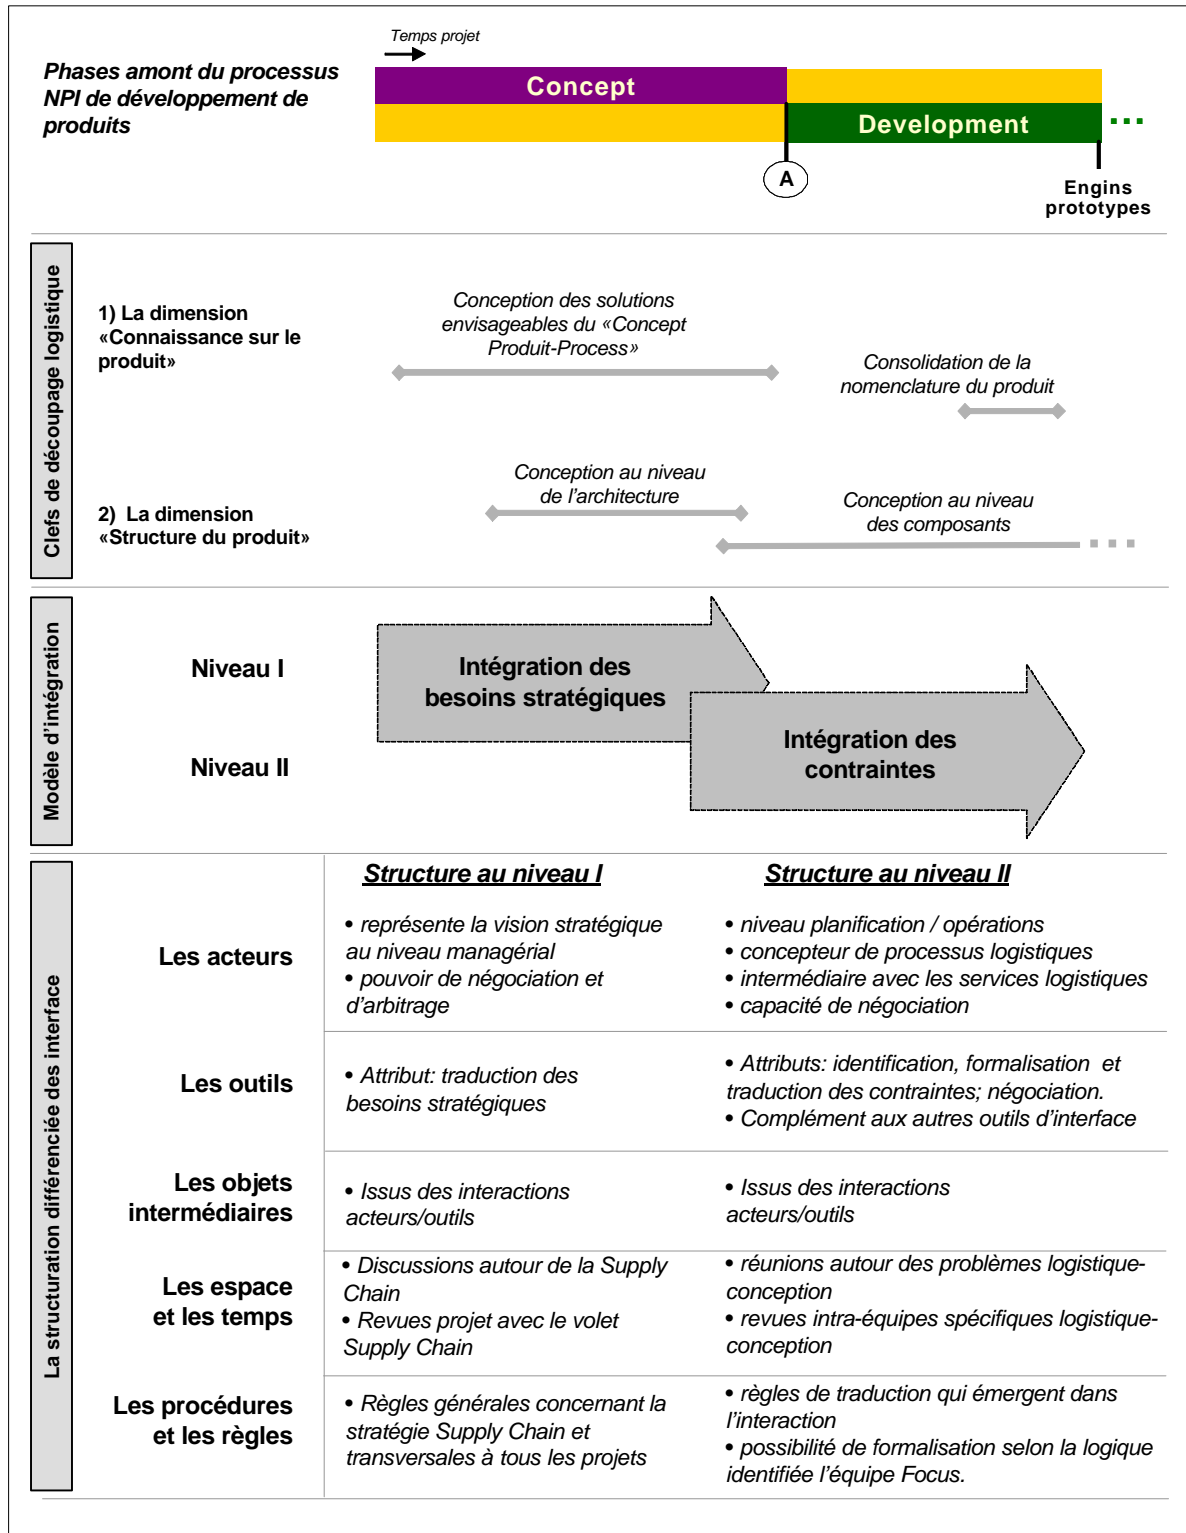 Temps projet
Phases amont du processus
NPI de développement de
produits
Concept
Development
...
A
Engins
prototypes
Clefs de découpage logistique
1) La dimension
«Connaissance sur le
produit»
Conception des solutions
envisageables du «Concept
Produit-Process»
Consolidation de la
nomenclature du produit
2) La dimension
«Structure du produit»
Conception au niveau
de l'architecture
Conception au niveau
des composants
Modèle d'intégration
Niveau I
Niveau II
Intégration des
besoins stratégiques
Intégration des
contraintes
La structuration différenciée des interface
Structure au niveau I
Structure au niveau II
Les acteurs
• représente la vision stratégique
au niveau managérial
• pouvoir de négociation et
d'arbitrage
• niveau planification / opérations
• concepteur de processus logistiques
• intermédiaire avec les services logistiques
• capacité de négociation
Les outils
• Attribut: traduction des
besoins stratégiques
• Attributs: identification, formalisation et
traduction des contraintes; négociation.
• Complément aux autres outils d'interface
Les objets
intermédiaires
• Issus des interactions
acteurs/outils
• Issus des interactions
acteurs/outils
Les espace
et les temps
• Discussions autour de la Supply
Chain
• Revues projet avec le volet
Supply Chain
• réunions autour des problèmes logistique-
conception
• revues intra-équipes spécifiques logistique-
conception
Les procédures
et les règles
• Règles générales concernant la
stratégie Supply Chain et
transversales à tous les projets
• règles de traduction qui émergent dans
l'interaction
• possibilité de formalisation selon la logique
identifiée l'équipe Focus.